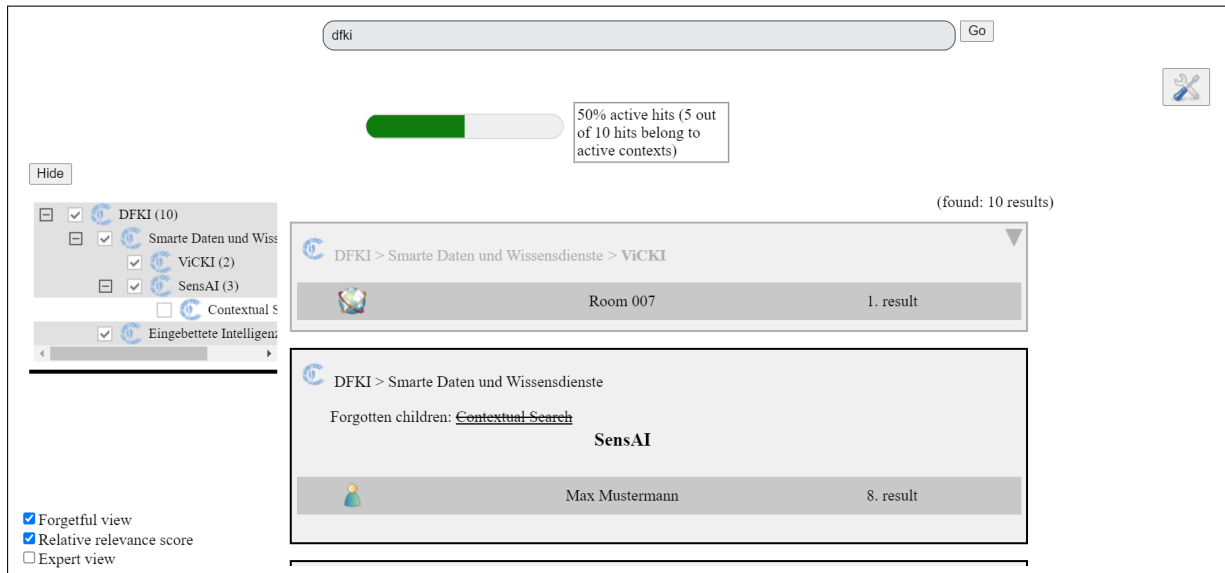 dfki
Go
50% active hits (5 out
of 10 hits belong to
active contexts)
Hide
(found: 10 results)
DFKI (10)
Smarte Daten und Wiss
ViCKI (2)
SensAI (3)
Contextual S
Eingebettete Intelligenz
DFKI > Smarte Daten und Wissensdienste > ViCKI
Room 007 1. result
DFKI > Smarte Daten und Wissensdienste
Forgotten children: Contextual Search
SensAI
Max Mustermann 8. result
Forgetful view
Relative relevance score
Expert view